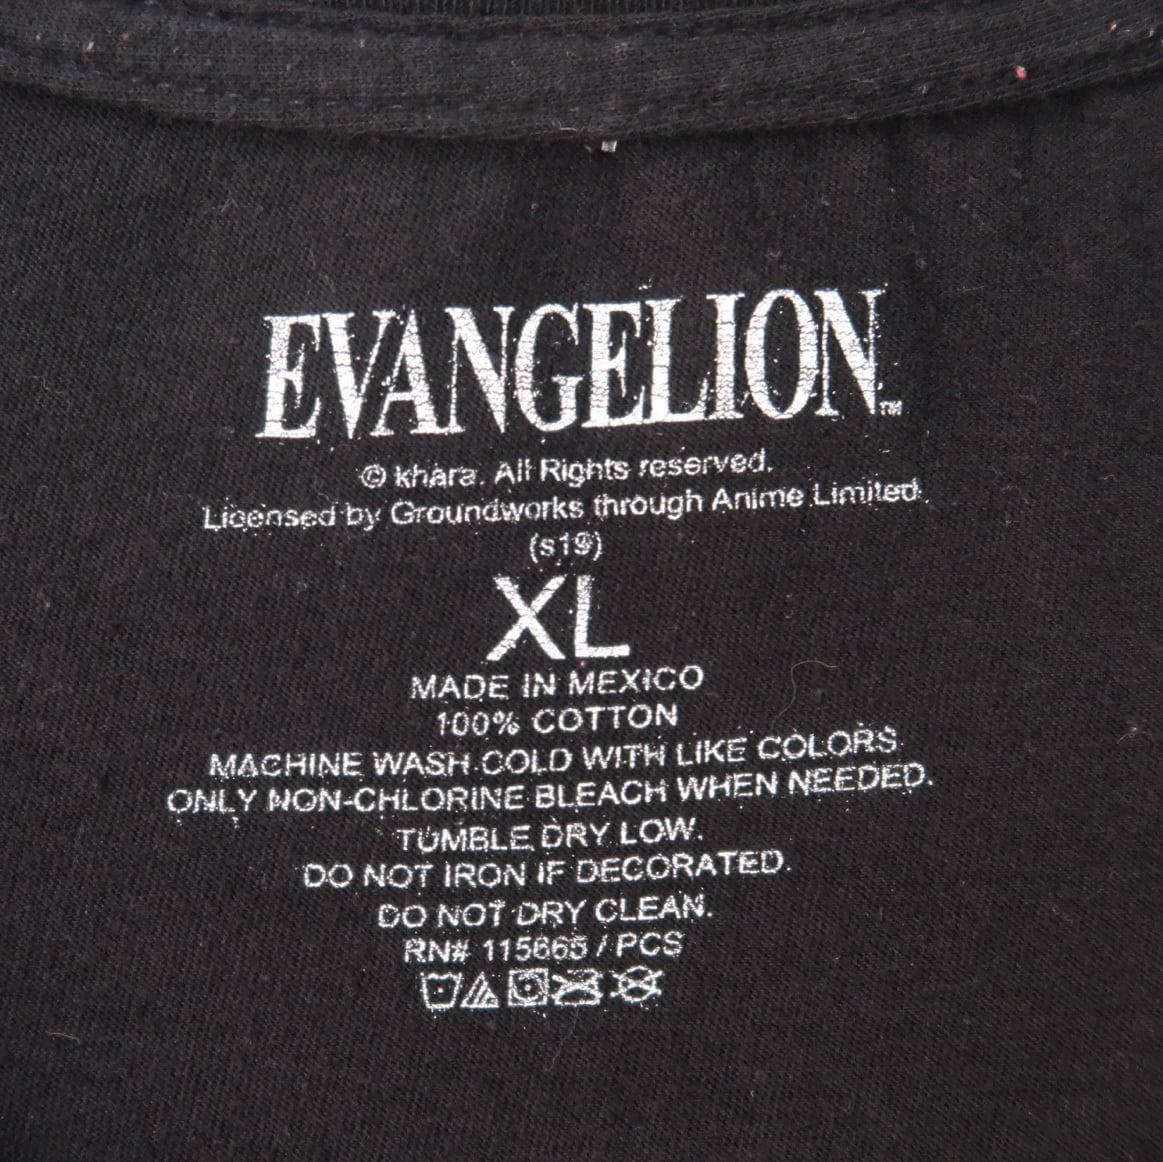 EVANGELION™
© khara. All Rights reserved.
Licensed by Groundworks through Anime Limited.
(s19)
XL
MADE IN MEXICO
100% COTTON
MACHINE WASH COLD WITH LIKE COLORS
ONLY NON-CHLORINE BLEACH WHEN NEEDED.
TUMBLE DRY LOW.
DO NOT IRON IF DECORATED.
DO NOT DRY CLEAN.
RN# 115665 / PCS